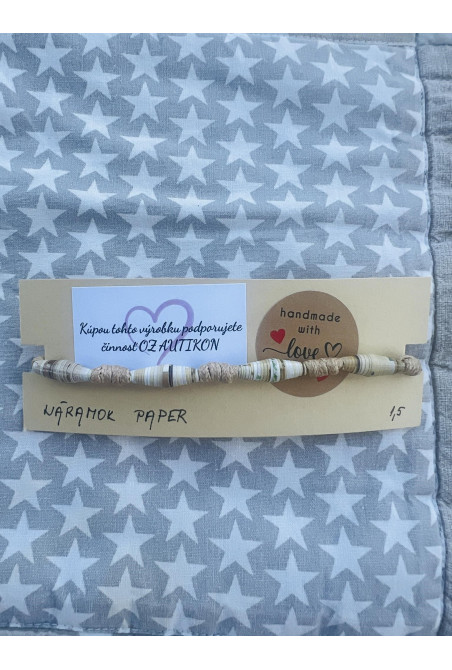 Kúpou tohto výrobku podporujete
činnosť OZ AUTIKON
handmade
with
love
NÁRAMOK PAPER
1,5